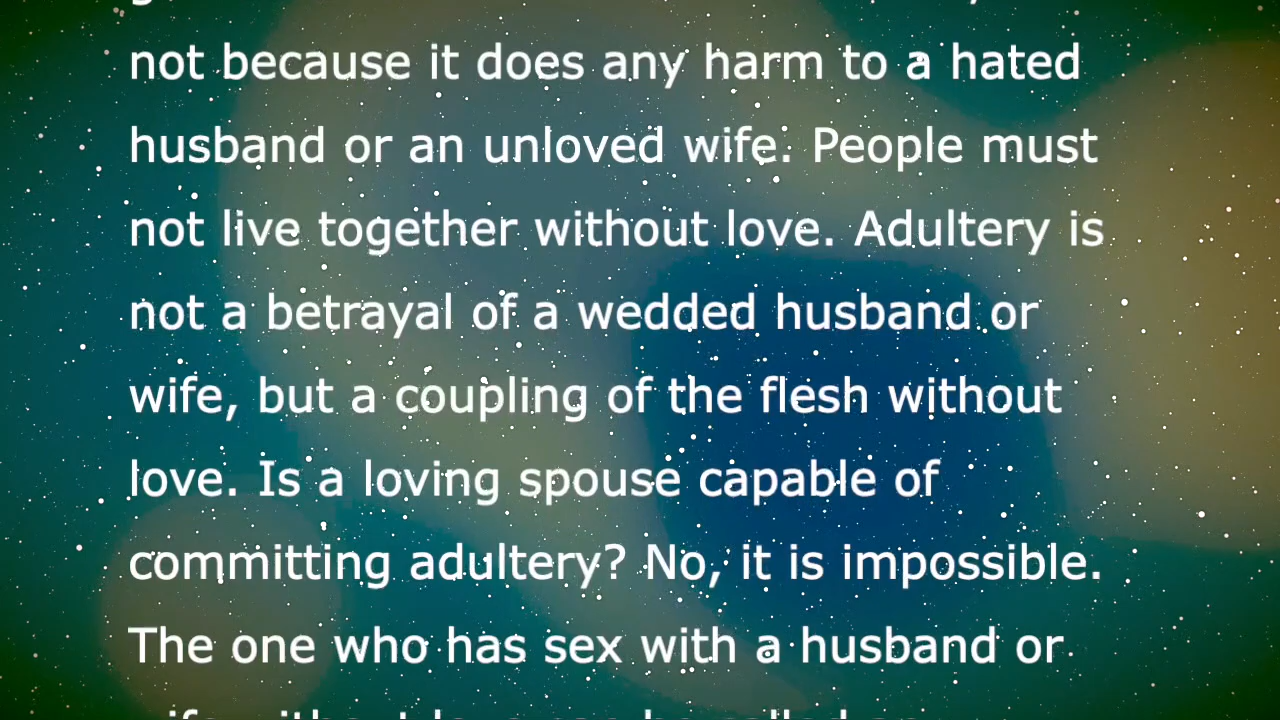 not because it does any harm to a hated
husband or an unloved wife. People must
not live together without love. Adultery is
not a betrayal of a wedded husband or
wife, but a coupling of the flesh without
love. Is a loving spouse capable of
committing adultery? No, it is impossible.
The one who has sex with a husband or